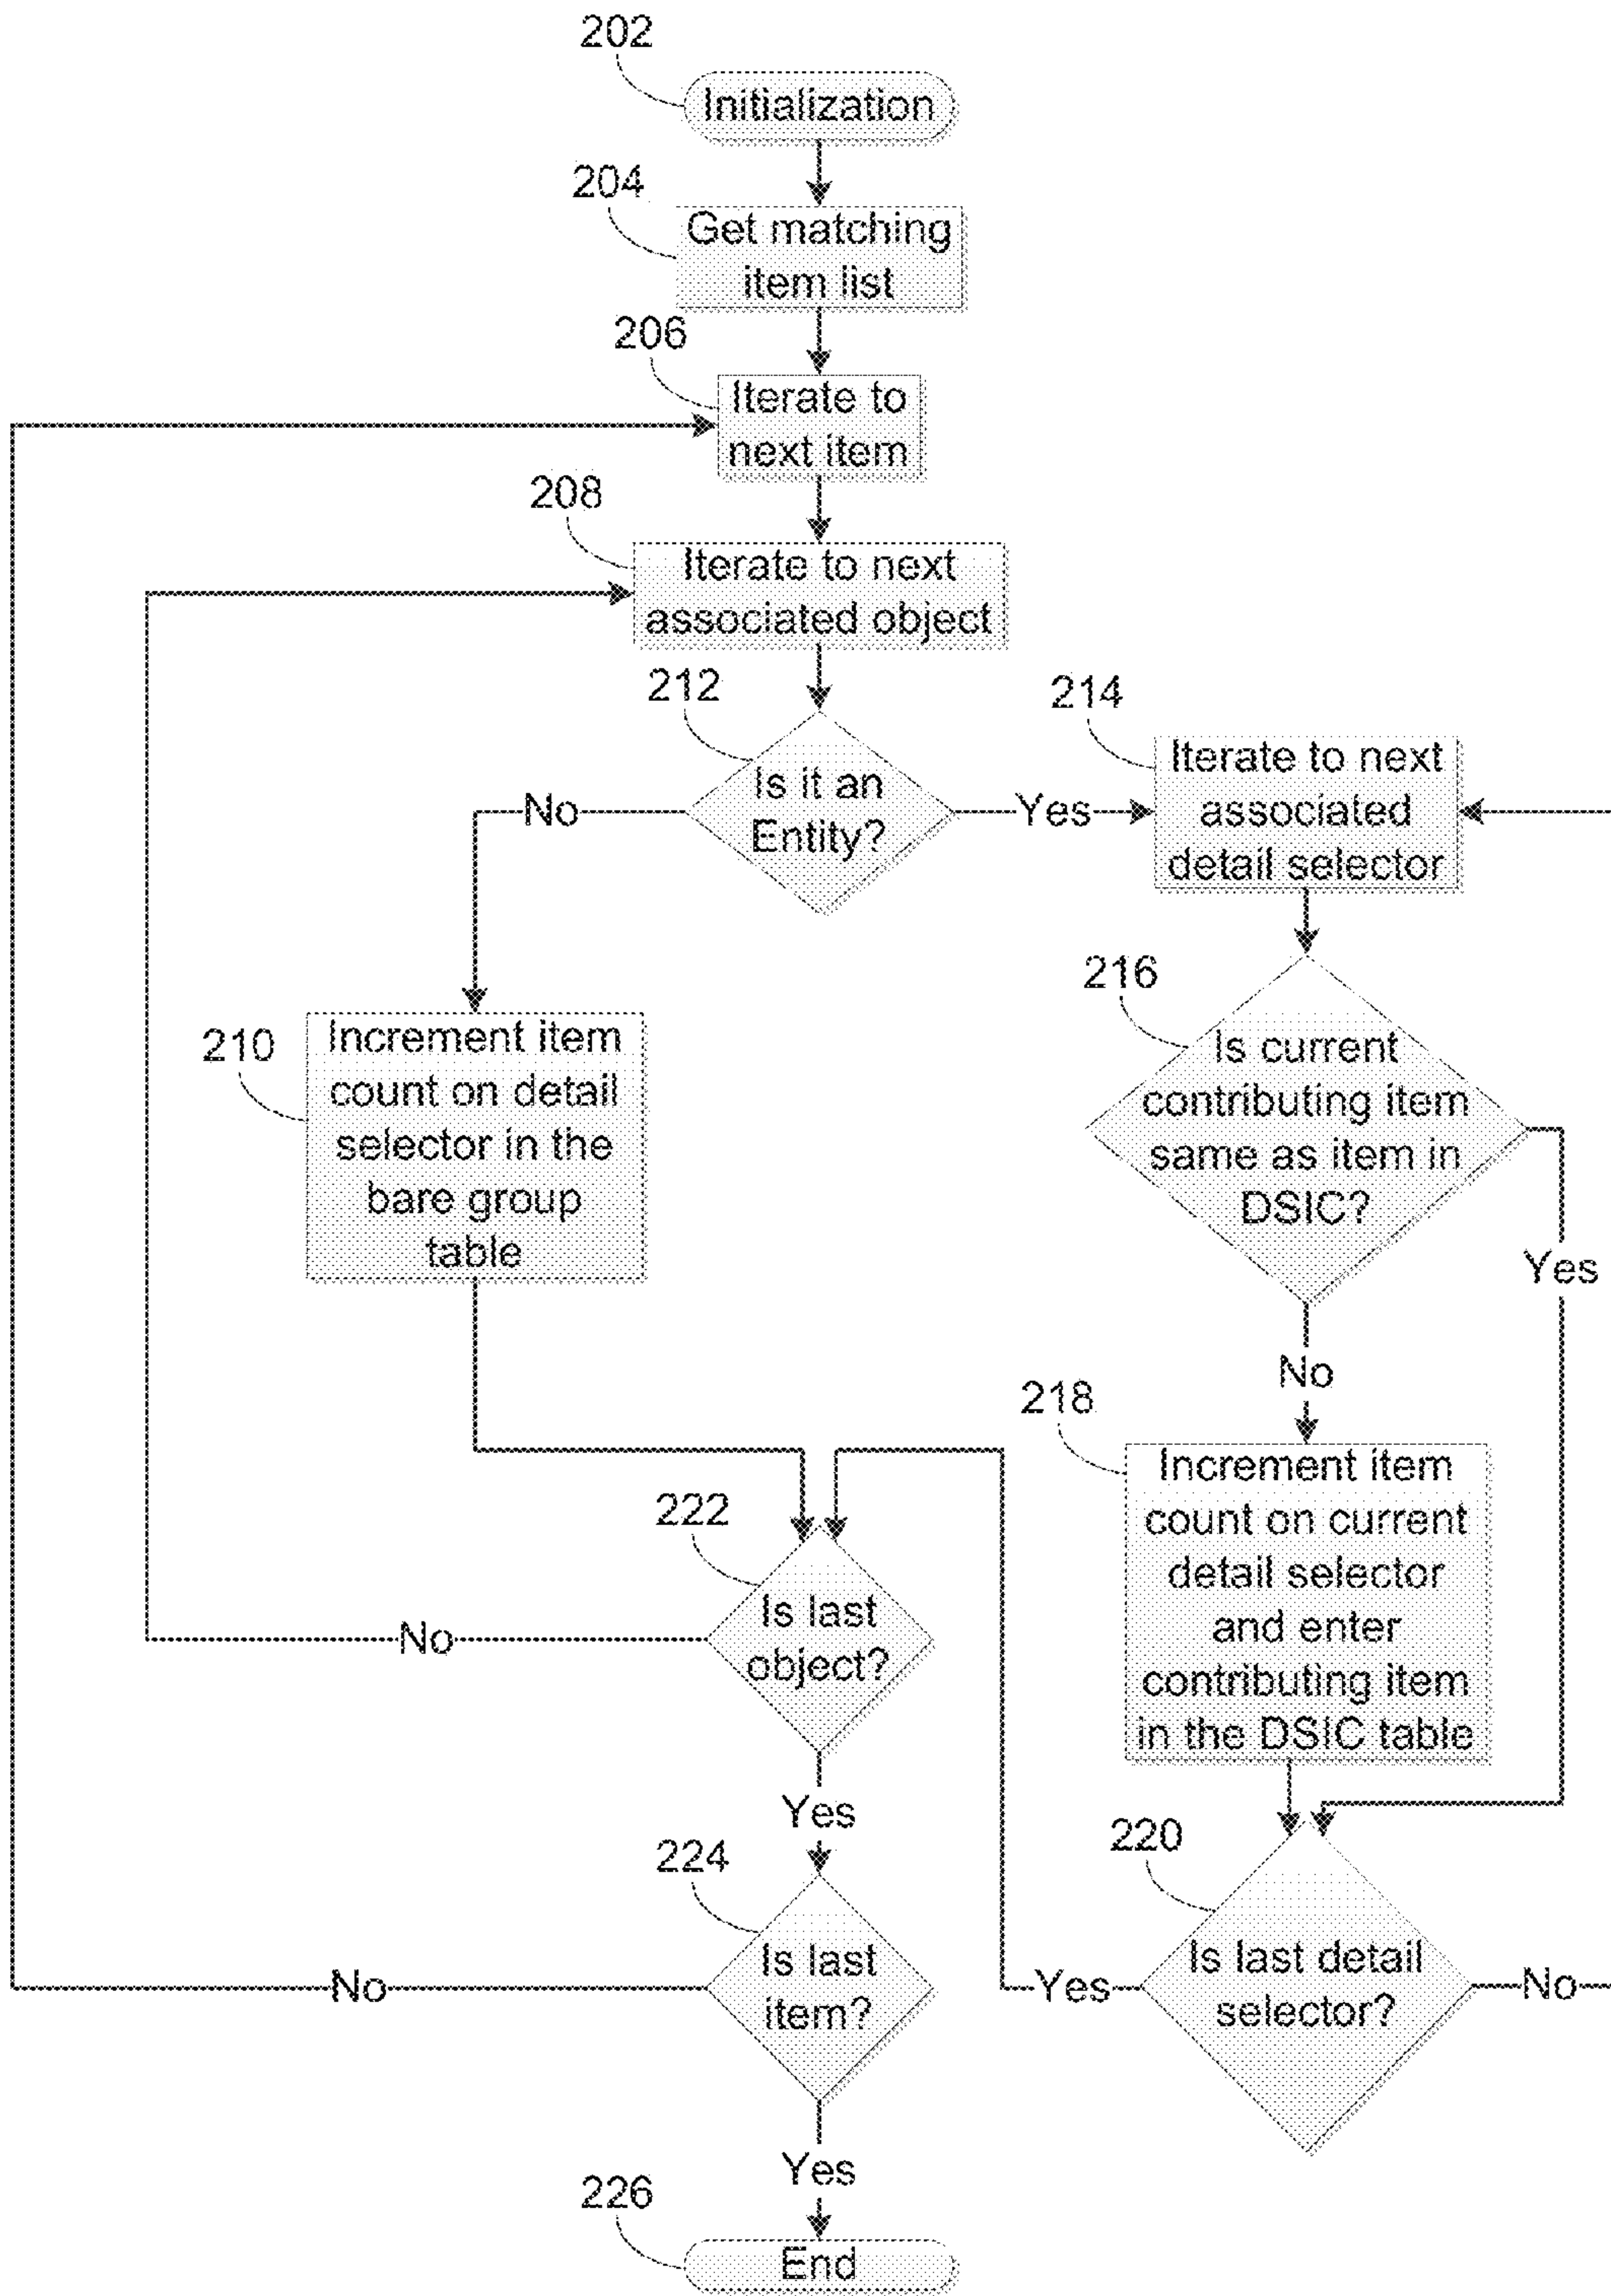 202
Initialization
204
Get matching
item list
206
Iterate to
next item
208
Iterate to next
associated object
212
Is it an
Entity?
No
Yes
214
Iterate to next
associated
detail selector
216
Is current
contributing item
same as item in
DSIC?
Yes
No
210
Increment item
count on detail
selector in the
bare group
table
218
Increment item
count on current
detail selector
and enter
contributing item
in the DSIC table
222
Is last
object?
No
Yes
220
Is last detail
selector?
Yes
No
224
Is last
item?
No
Yes
226
End